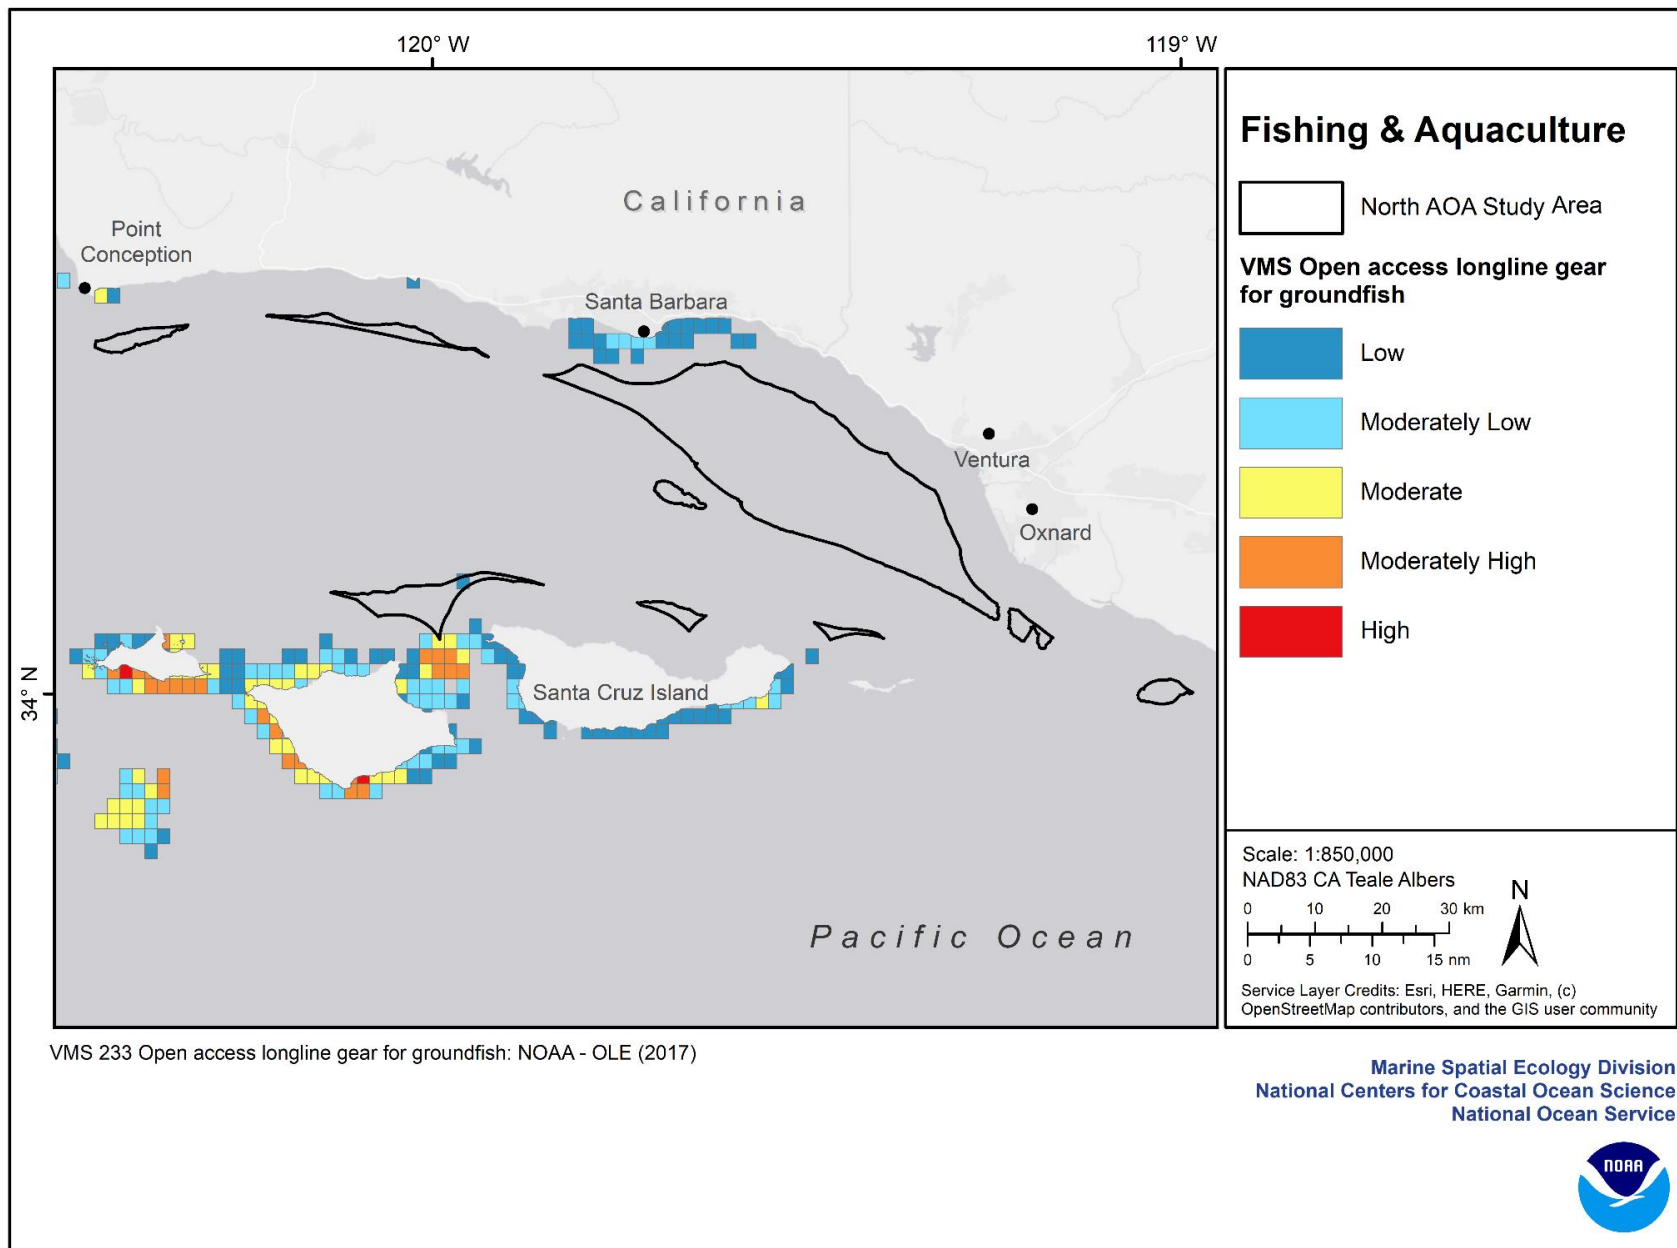 120° W
119° W
Point
Conception
California
Santa Barbara
Ventura
Oxnard
34° N
Santa Cruz Island
Pacific Ocean
Fishing & Aquaculture
North AOA Study Area
VMS Open access longline gear
for groundfish
Low
Moderately Low
Moderate
Moderately High
High
Scale: 1:850,000
NAD83 CA Teale Albers
0 10 20 30 km
0 5 10 15 nm
N
Service Layer Credits: Esri, HERE, Garmin, (c)
OpenStreetMap contributors, and the GIS user community
VMS 233 Open access longline gear for groundfish: NOAA - OLE (2017)
Marine Spatial Ecology Division
National Centers for Coastal Ocean Science
National Ocean Service
NOAA